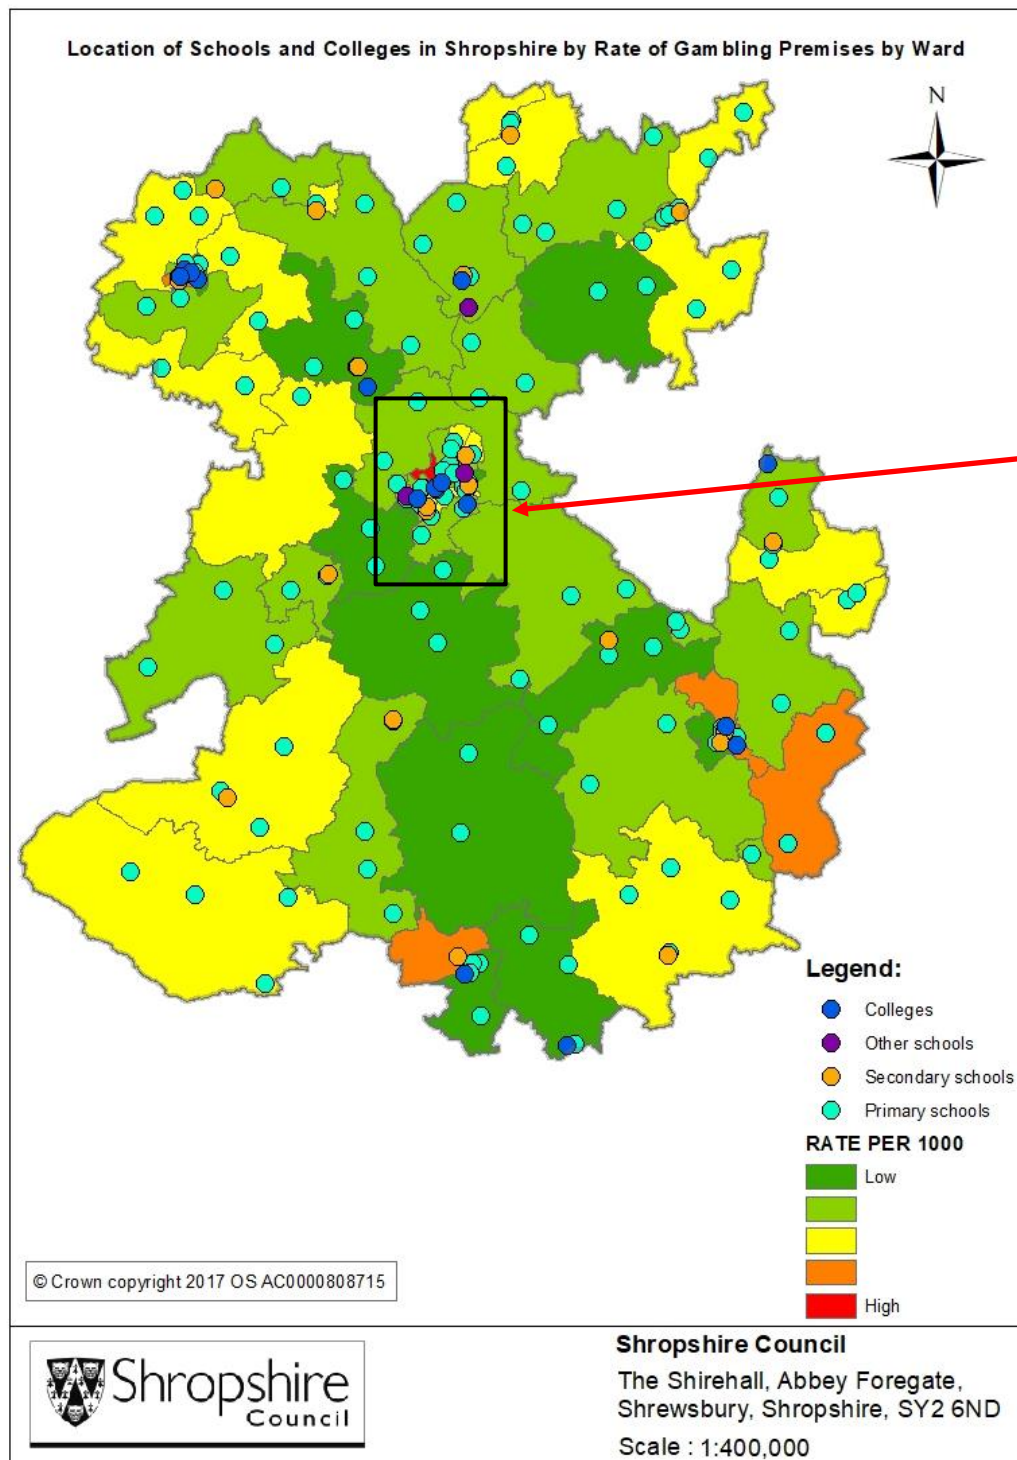 Location of Schools and Colleges in Shropshire by Rate of Gambling Premises by Ward
N
Legend:
Colleges
Other schools
Secondary schools
Primary schools
RATE PER 1000
Low
High
© Crown copyright 2017 OS AC0000808715
Shropshire
Council
Shropshire Council
The Shirehall, Abbey Foregate,
Shrewsbury, Shropshire, SY2 6ND
Scale : 1:400,000